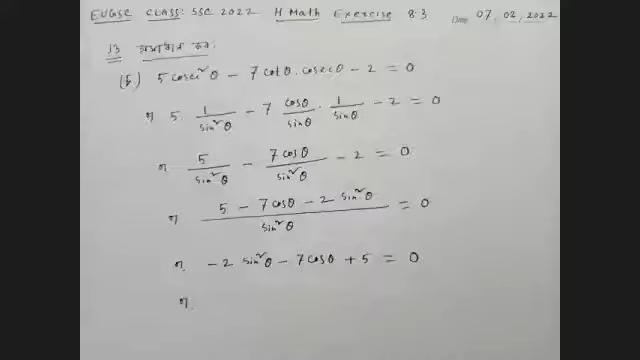 EUGSC CLASS: SSC 2022 H Math Exercise 8.3 Date 07, 02, 2022
13 সমাধান কর:
5 cosec²θ - 7 cotθ . cosecθ - 2 = 0
বা, 5 . 1/sin²θ - 7 cosθ/sinθ . 1/sinθ - 2 = 0
বা, 5/sin²θ - 7cosθ/sin²θ - 2 = 0
বা, (5 - 7cosθ - 2 sin²θ)/sin²θ = 0
বা, -2 sin²θ - 7cosθ + 5 = 0
বা,